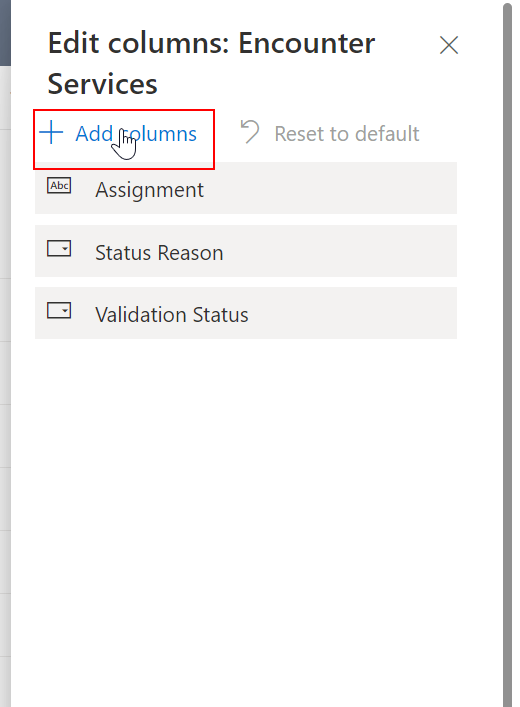 Edit columns: Encounter
Services
Add columns
Reset to default
Abc
Assignment
Status Reason
Validation Status